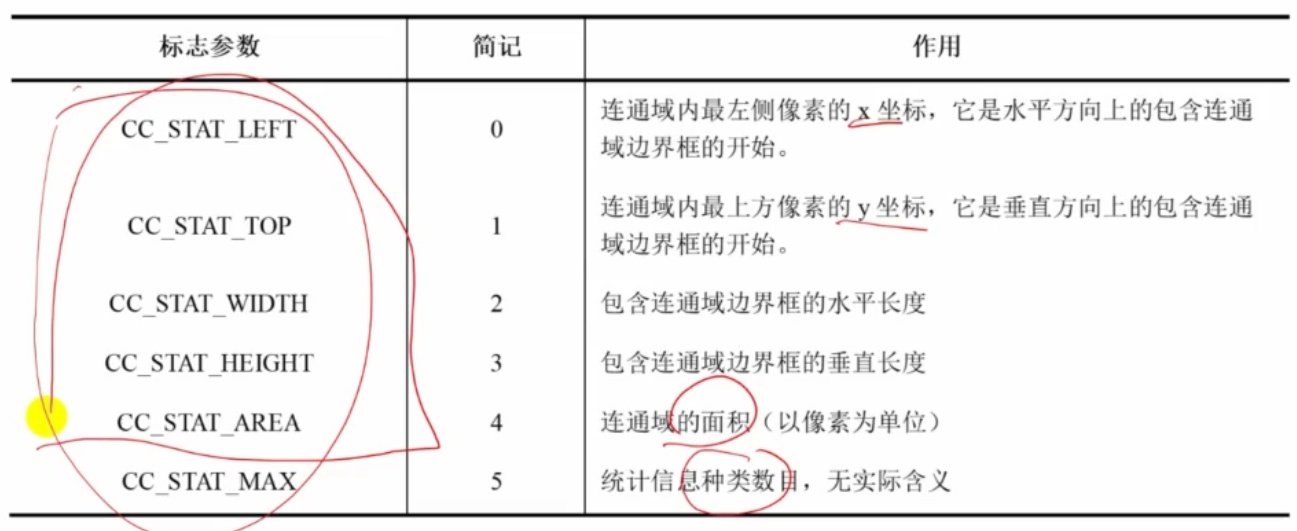 标志参数 简记 作用
CC_STAT_LEFT 0 连通域内最左侧像素的 x 坐标，它是水平方向上的包含连通
域边界框的开始。
CC_STAT_TOP 1 连通域内最上方像素的 y 坐标，它是垂直方向上的包含连通
域边界框的开始。
CC_STAT_WIDTH 2 包含连通域边界框的水平长度
CC_STAT_HEIGHT 3 包含连通域边界框的垂直长度
CC_STAT_AREA 4 连通域的面积（以像素为单位）
CC_STAT_MAX 5 统计信息种类数目，无实际含义